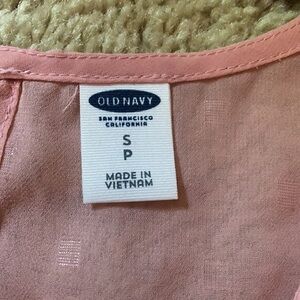 OLD NAVY
SAN FRANCISCO
CALIFORNIA
S
P
MADE IN
VIETNAM